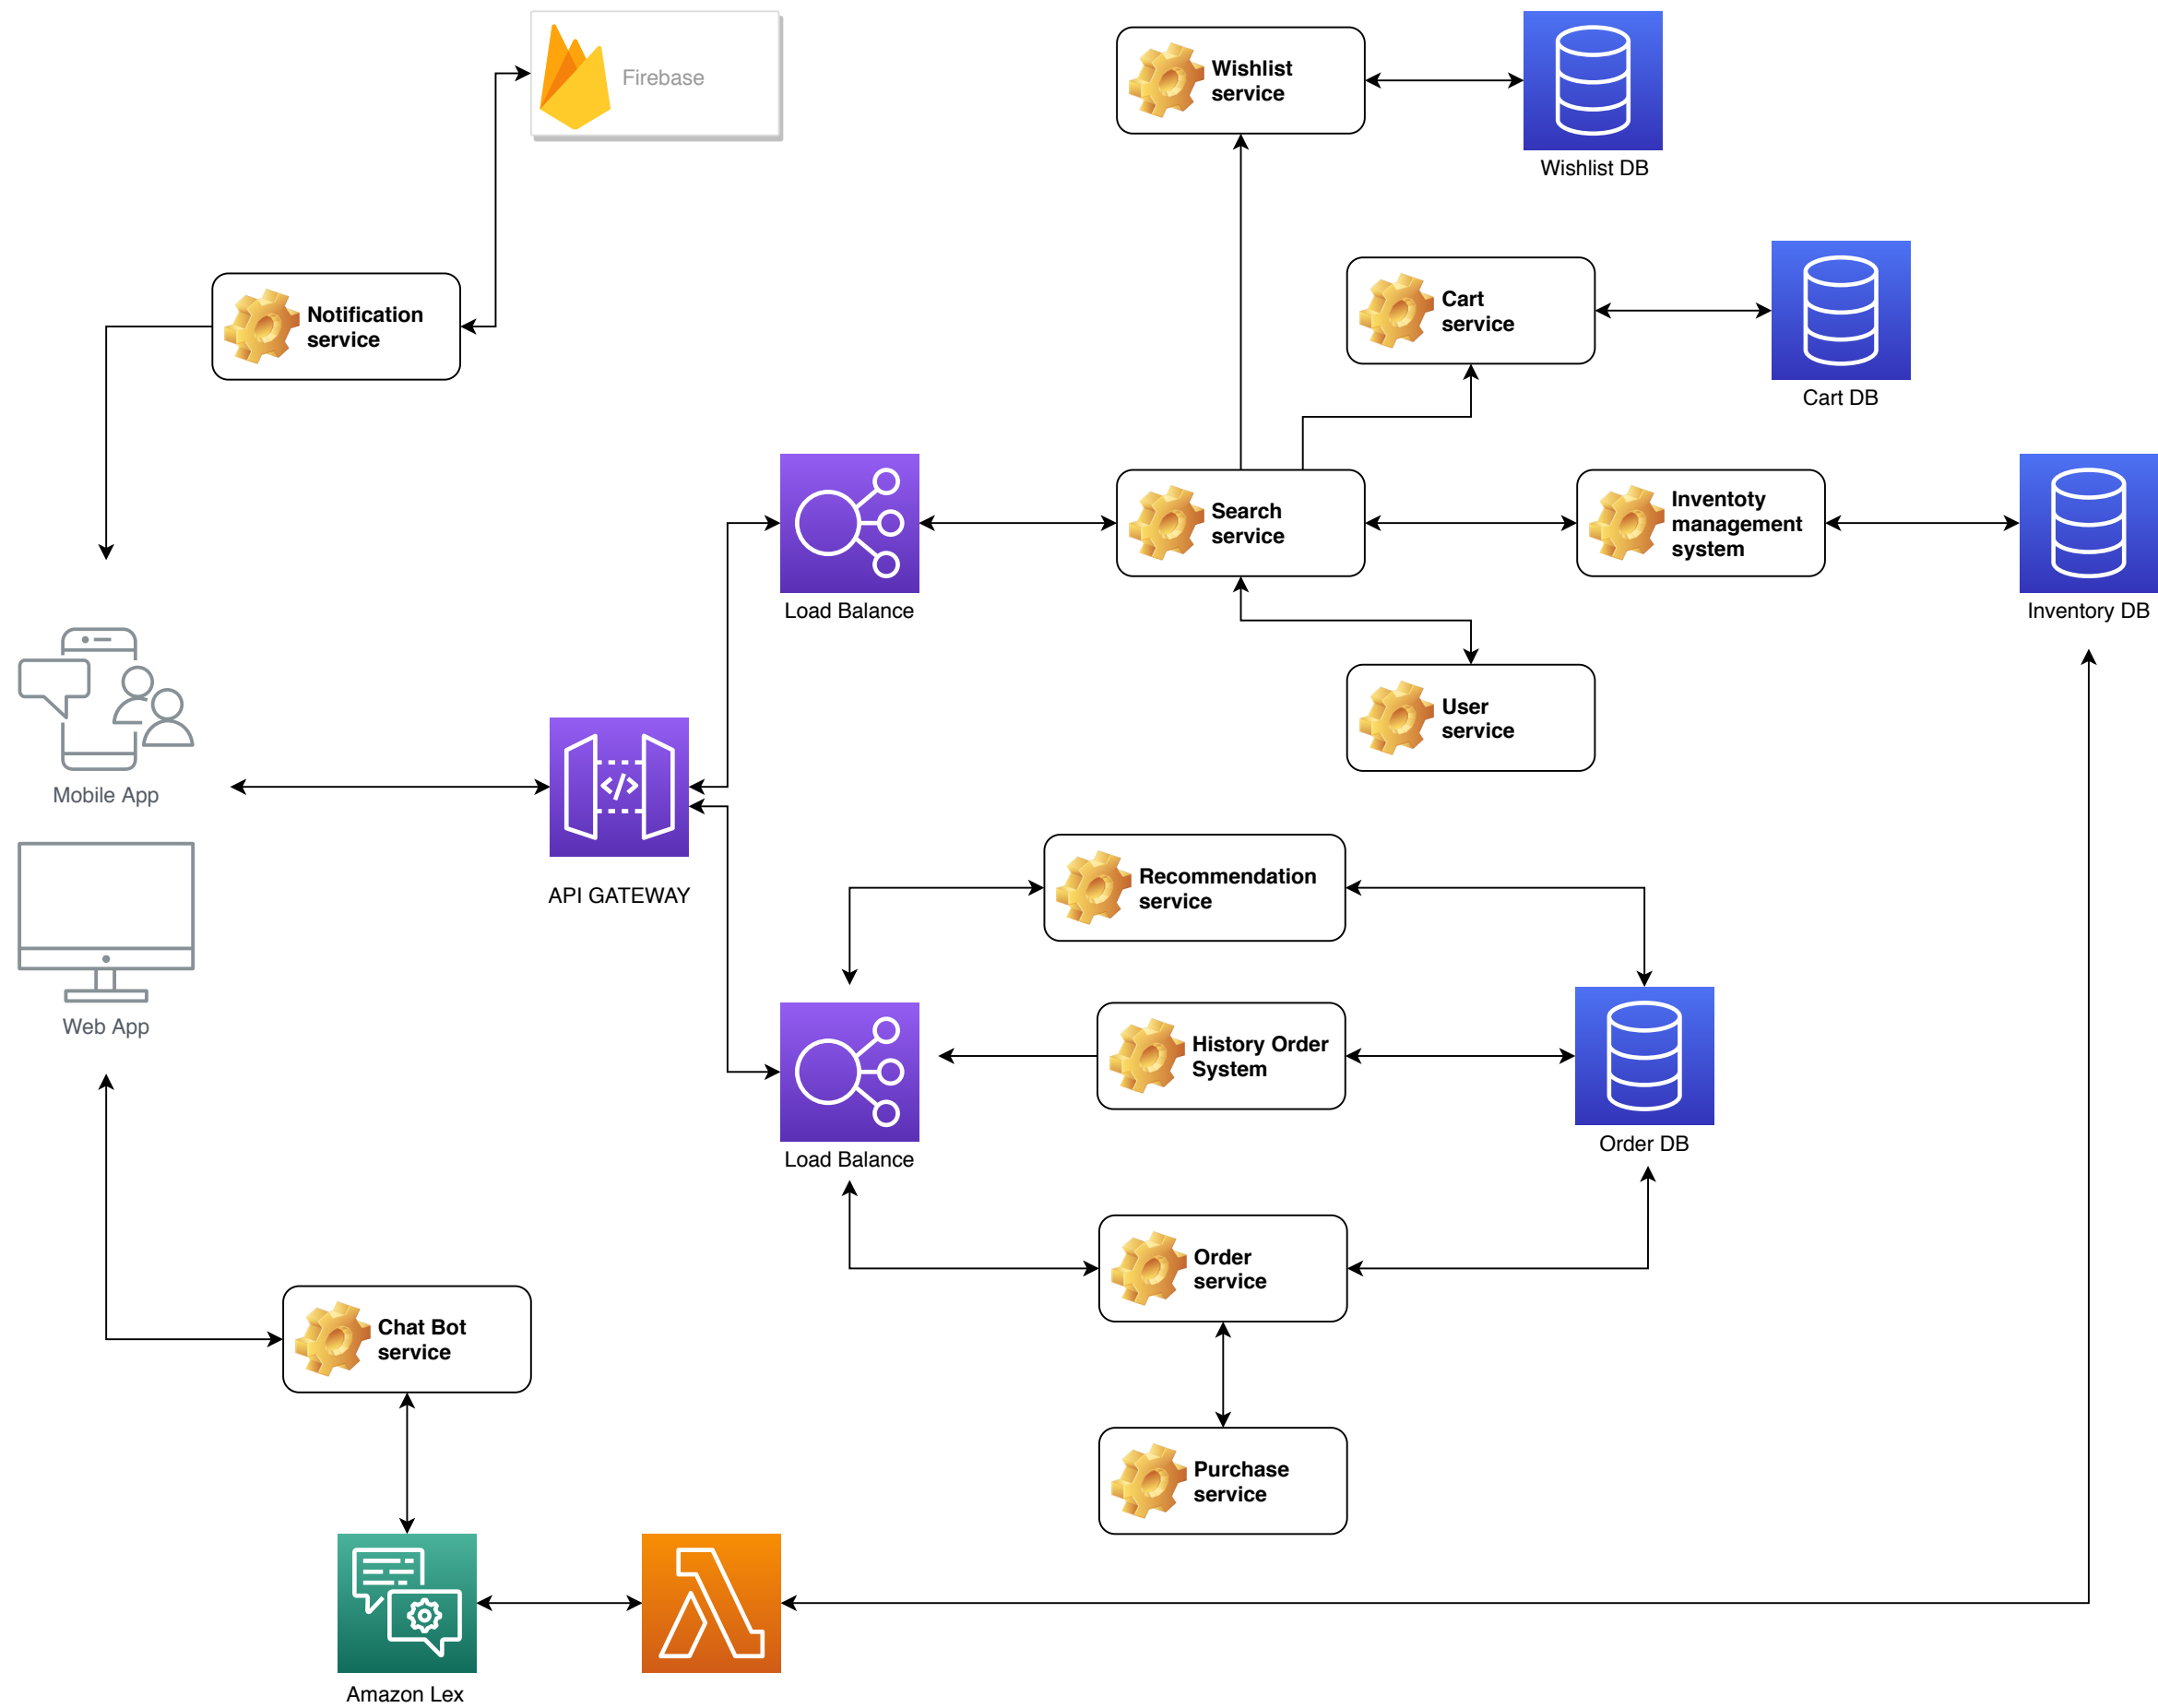 Firebase
Wishlist
service
Wishlist DB
Notification
service
Cart
service
Cart DB
Load Balance
Search
service
Inventoty
management
system
Inventory DB
User
service
Mobile App
API GATEWAY
Recommendation
service
Web App
Load Balance
History Order
System
Order DB
Order
service
Chat Bot
service
Purchase
service
Amazon Lex